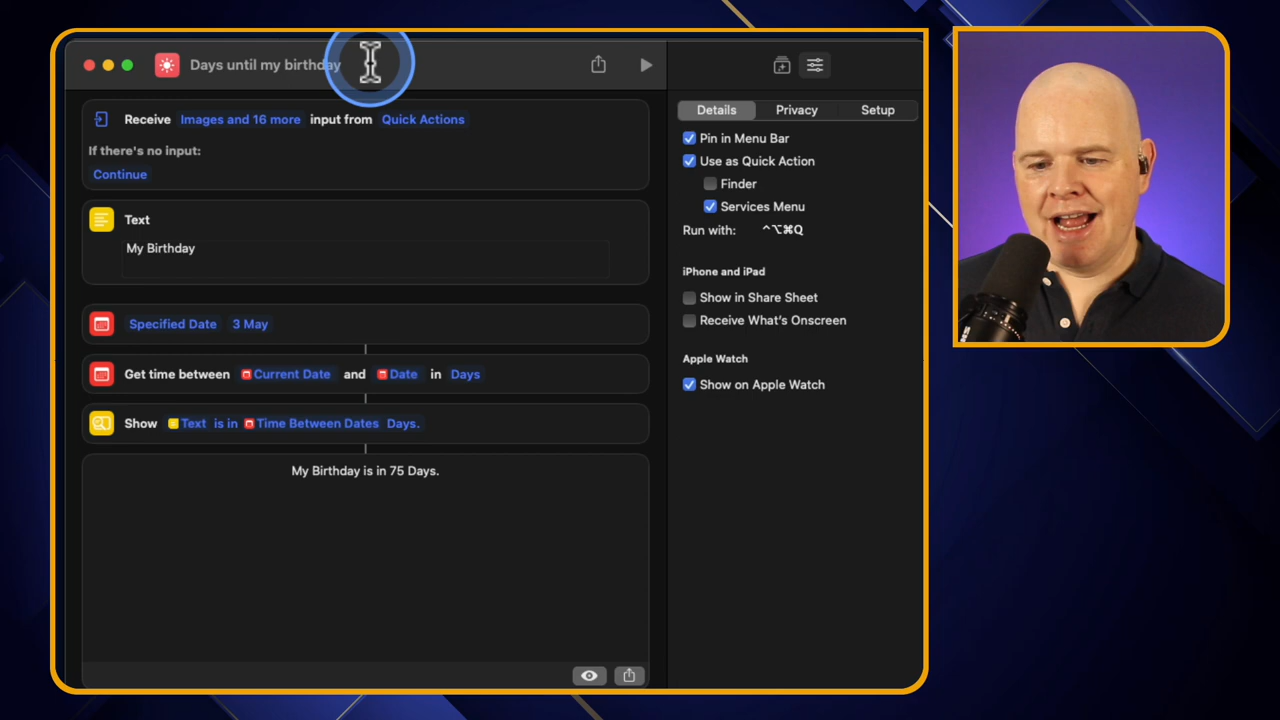 Days until my birthday
Receive Images and 16 more input from Quick Actions
If there's no input:
Continue
Text
My Birthday
Specified Date 3 May
Get time between Current Date and Date in Days
Show Text is in Time Between Dates Days.
My Birthday is in 75 Days.
Details Privacy Setup
Pin in Menu Bar
Use as Quick Action
Finder
Services Menu
Run with: ^⌥⌘Q
iPhone and iPad
Show in Share Sheet
Receive What's Onscreen
Apple Watch
Show on Apple Watch